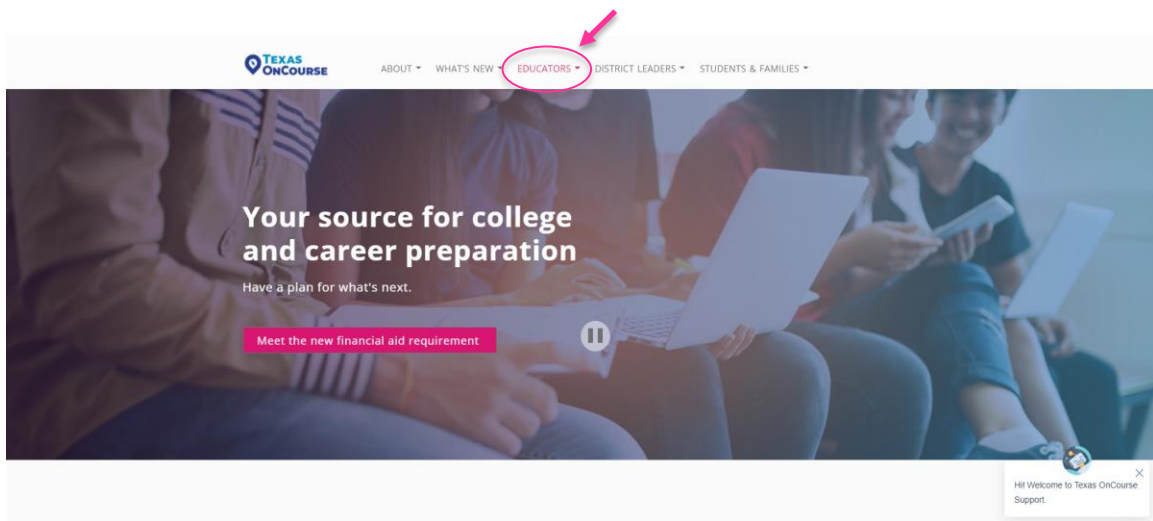 TEXAS
ONCOURSE
ABOUT WHAT'S NEW EDUCATORS DISTRICT LEADERS STUDENTS & FAMILIES
Your source for college
and career preparation
Have a plan for what's next.
Meet the new financial aid requirement
Hi! Welcome to Texas OnCourse
Support.